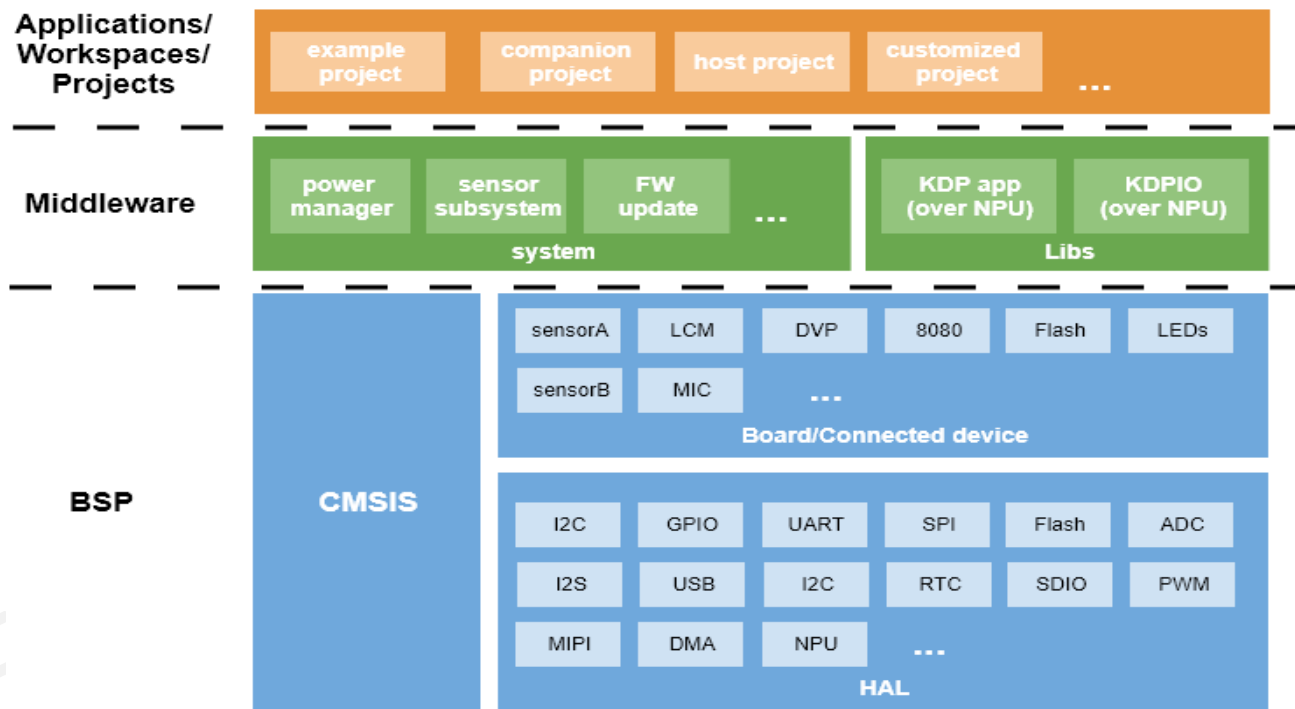 Applications/
Workspaces/
Projects
example
project
companion
project
host project
customized
project
...
Middleware
power
manager
sensor
subsystem
FW
update
...
system
KDP app
(over NPU)
KDPIO
(over NPU)
Libs
BSP
CMSIS
sensorA LCM DVP 8080 Flash LEDs
sensorB MIC ...
Board/Connected device
I2C GPIO UART SPI Flash ADC
I2S USB I2C RTC SDIO PWM
MIPI DMA NPU ...
HAL